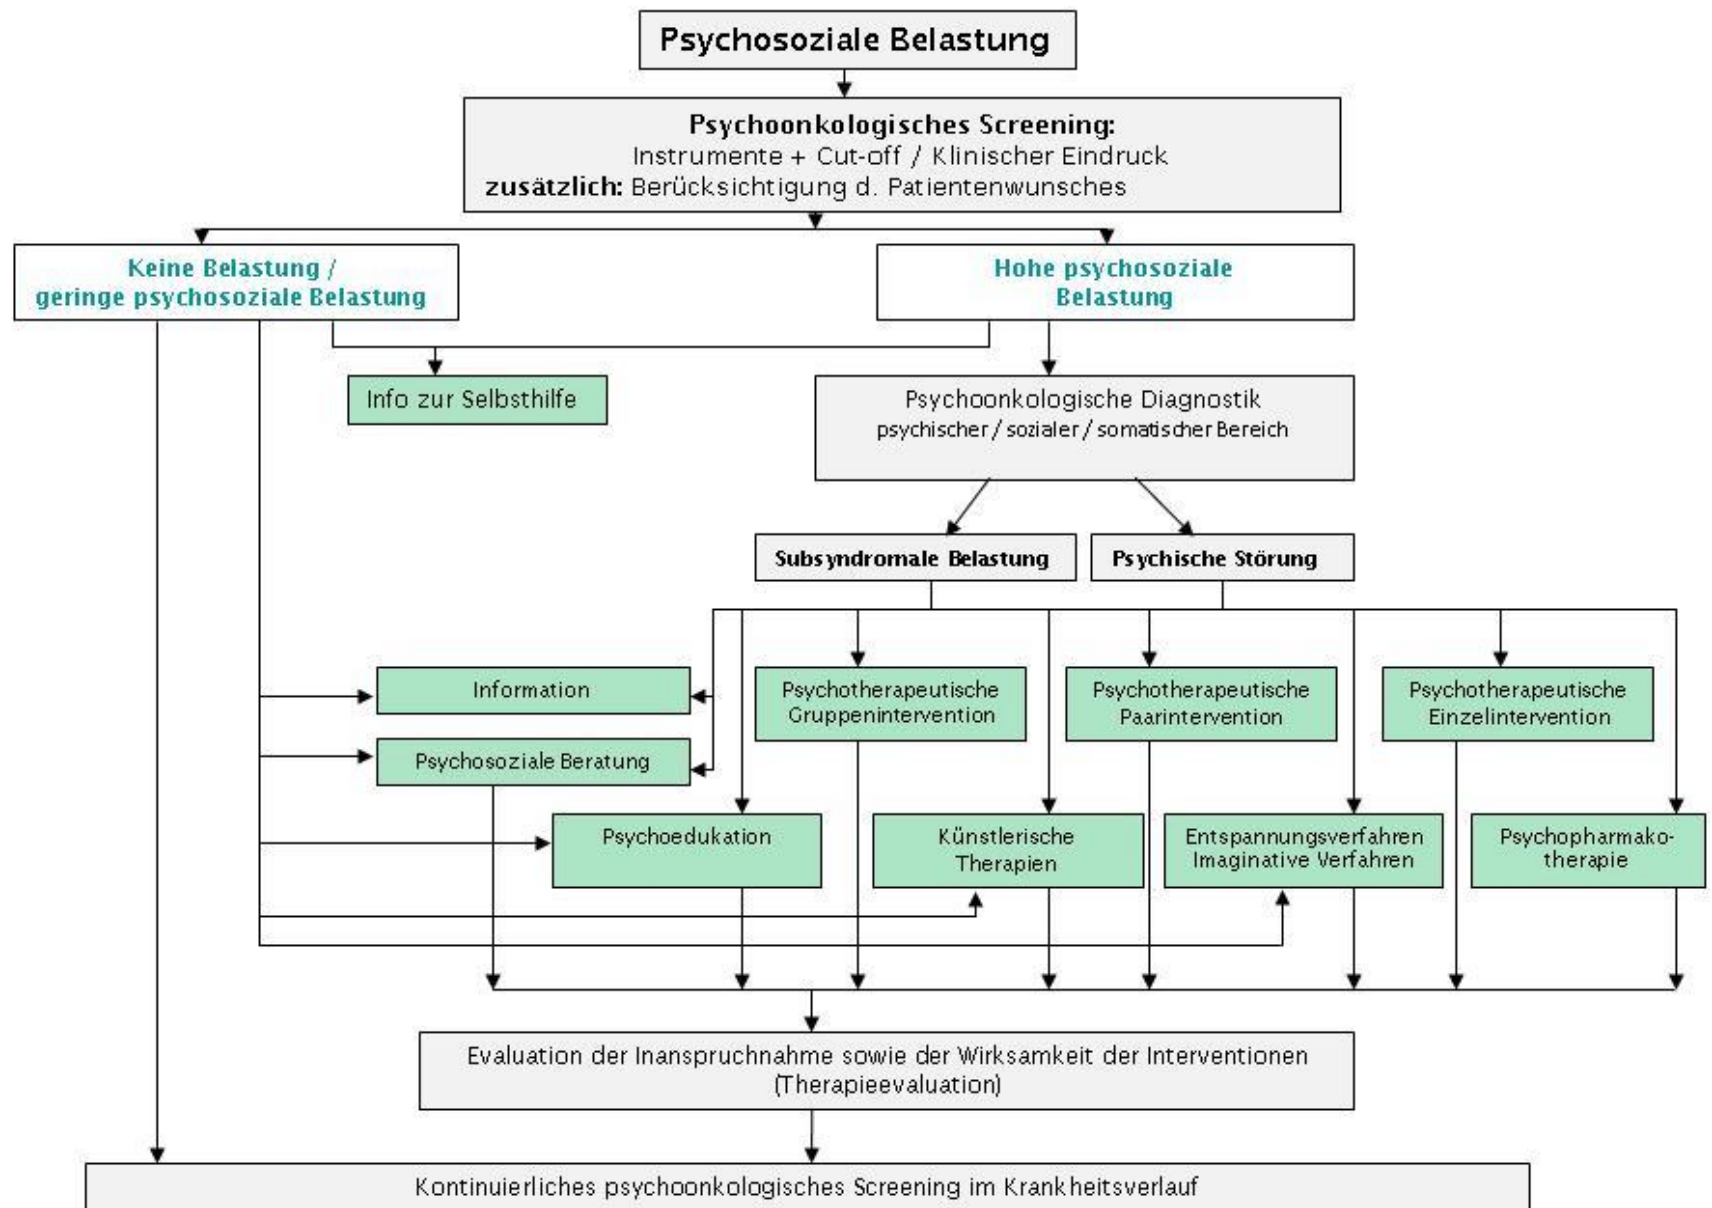 Psychosoziale Belastung
Psychoonkologisches Screening:
Instrumente + Cut-off / Klinischer Eindruck
zusätzlich: Berücksichtigung d. Patientenwunsches
Keine Belastung /
geringe psychosoziale Belastung
Hohe psychosoziale
Belastung
Info zur Selbsthilfe
Psychoonkologische Diagnostik
psychischer / sozialer / somatischer Bereich
Subsyndromale Belastung
Psychische Störung
Information
Psychosoziale Beratung
Psychotherapeutische
Gruppenintervention
Psychotherapeutische
Paarintervention
Psychotherapeutische
Einzelintervention
Psychoedukation
Künstlerische
Therapien
Entspannungsverfahren
Imaginative Verfahren
Psychopharmako-
therapie
Evaluation der Inanspruchnahme sowie der Wirksamkeit der Interventionen
(Therapieevaluation)
Kontinuierliches psychoonkologisches Screening im Krankheitsverlauf